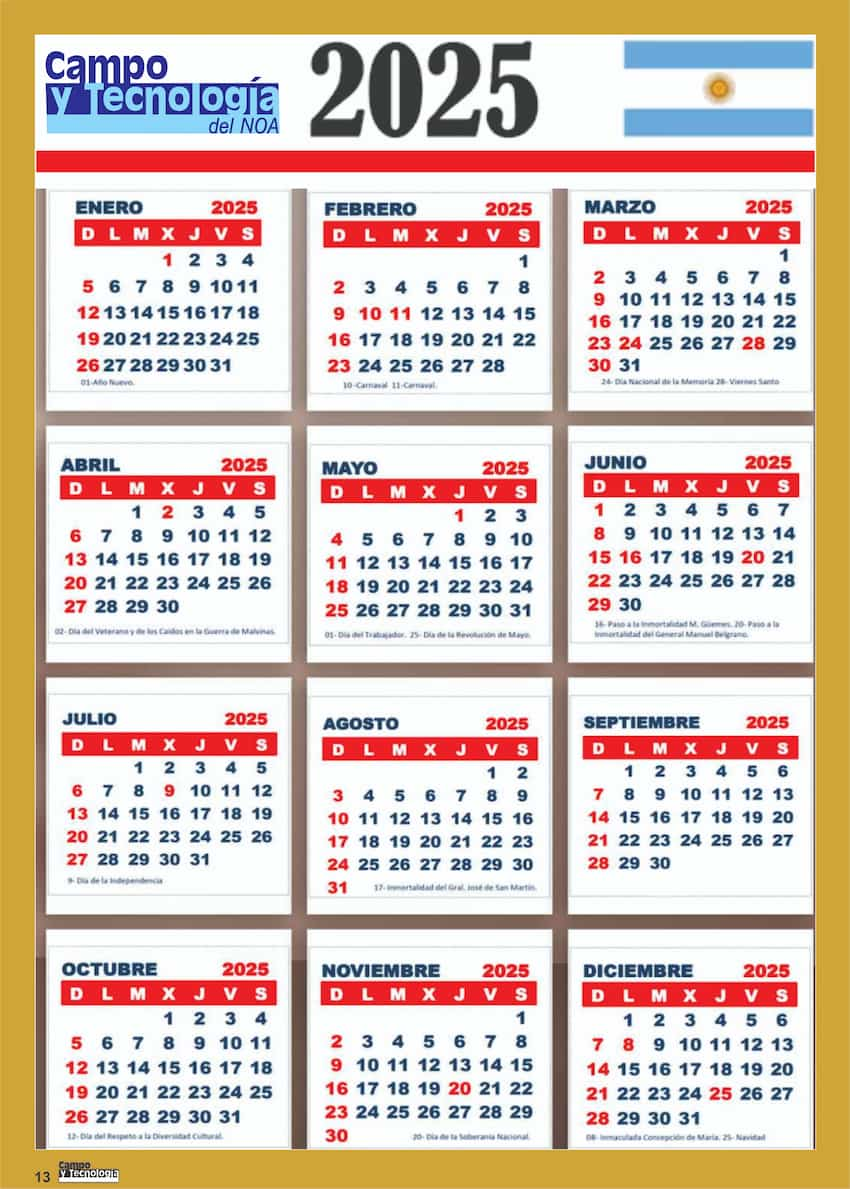 Campo
y Tecnología
del NOA
2025
ENERO 2025
D L M X J V S
1 2 3 4
5 6 7 8 9 10 11
12 13 14 15 16 17 18
19 20 21 22 23 24 25
26 27 28 29 30 31
01-Año Nuevo.
FEBRERO 2025
D L M X J V S
1
2 3 4 5 6 7 8
9 10 11 12 13 14 15
16 17 18 19 20 21 22
23 24 25 26 27 28
10 -Carnaval 11-Carnaval.
MARZO 2025
D L M X J V S
1
2 3 4 5 6 7 8
9 10 11 12 13 14 15
16 17 18 19 20 21 22
23 24 25 26 27 28 29
30 31
24- Día Nacional de la Memoria 28- Viernes Santo
ABRIL 2025
D L M X J V S
1 2 3 4 5
6 7 8 9 10 11 12
13 14 15 16 17 18 19
20 21 22 23 24 25 26
27 28 29 30
02- Día del Veterano y de los Caídos en la Guerra de Malvinas.
MAYO 2025
D L M X J V S
1 2 3
4 5 6 7 8 9 10
11 12 13 14 15 16 17
18 19 20 21 22 23 24
25 26 27 28 29 30 31
01- Día del Trabajador. 25- Día de la Revolución de Mayo.
JUNIO 2025
D L M X J V S
1 2 3 4 5 6 7
8 9 10 11 12 13 14
15 16 17 18 19 20 21
22 23 24 25 26 27 28
29 30
16- Paso a la Inmortalidad M. Güemes. 20- Paso a la
Inmortalidad del General Manuel Belgrano.
JULIO 2025
D L M X J V S
1 2 3 4 5
6 7 8 9 10 11 12
13 14 15 16 17 18 19
20 21 22 23 24 25 26
27 28 29 30 31
9- Día de la Independencia
AGOSTO 2025
D L M X J V S
1 2
3 4 5 6 7 8 9
10 11 12 13 14 15 16
17 18 19 20 21 22 23
24 25 26 27 28 29 30
31 17- Inmortalidad del Gral. José de San Martín.
SEPTIEMBRE 2025
D L M X J V S
1 2 3 4 5 6
7 8 9 10 11 12 13
14 15 16 17 18 19 20
21 22 23 24 25 26 27
28 29 30
OCTUBRE 2025
D L M X J V S
1 2 3 4
5 6 7 8 9 10 11
12 13 14 15 16 17 18
19 20 21 22 23 24 25
26 27 28 29 30 31
12- Día del Respeto a la Diversidad Cultural.
NOVIEMBRE 2025
D L M X J V S
1
2 3 4 5 6 7 8
9 10 11 12 13 14 15
16 17 18 19 20 21 22
23 24 25 26 27 28 29
30 20- Día de la Soberanía Nacional.
DICIEMBRE 2025
D L M X J V S
1 2 3 4 5 6
7 8 9 10 11 12 13
14 15 16 17 18 19 20
21 22 23 24 25 26 27
28 29 30 31
08- Inmaculada Concepción de María. 25- Navidad
13 Campo
y Tecnología